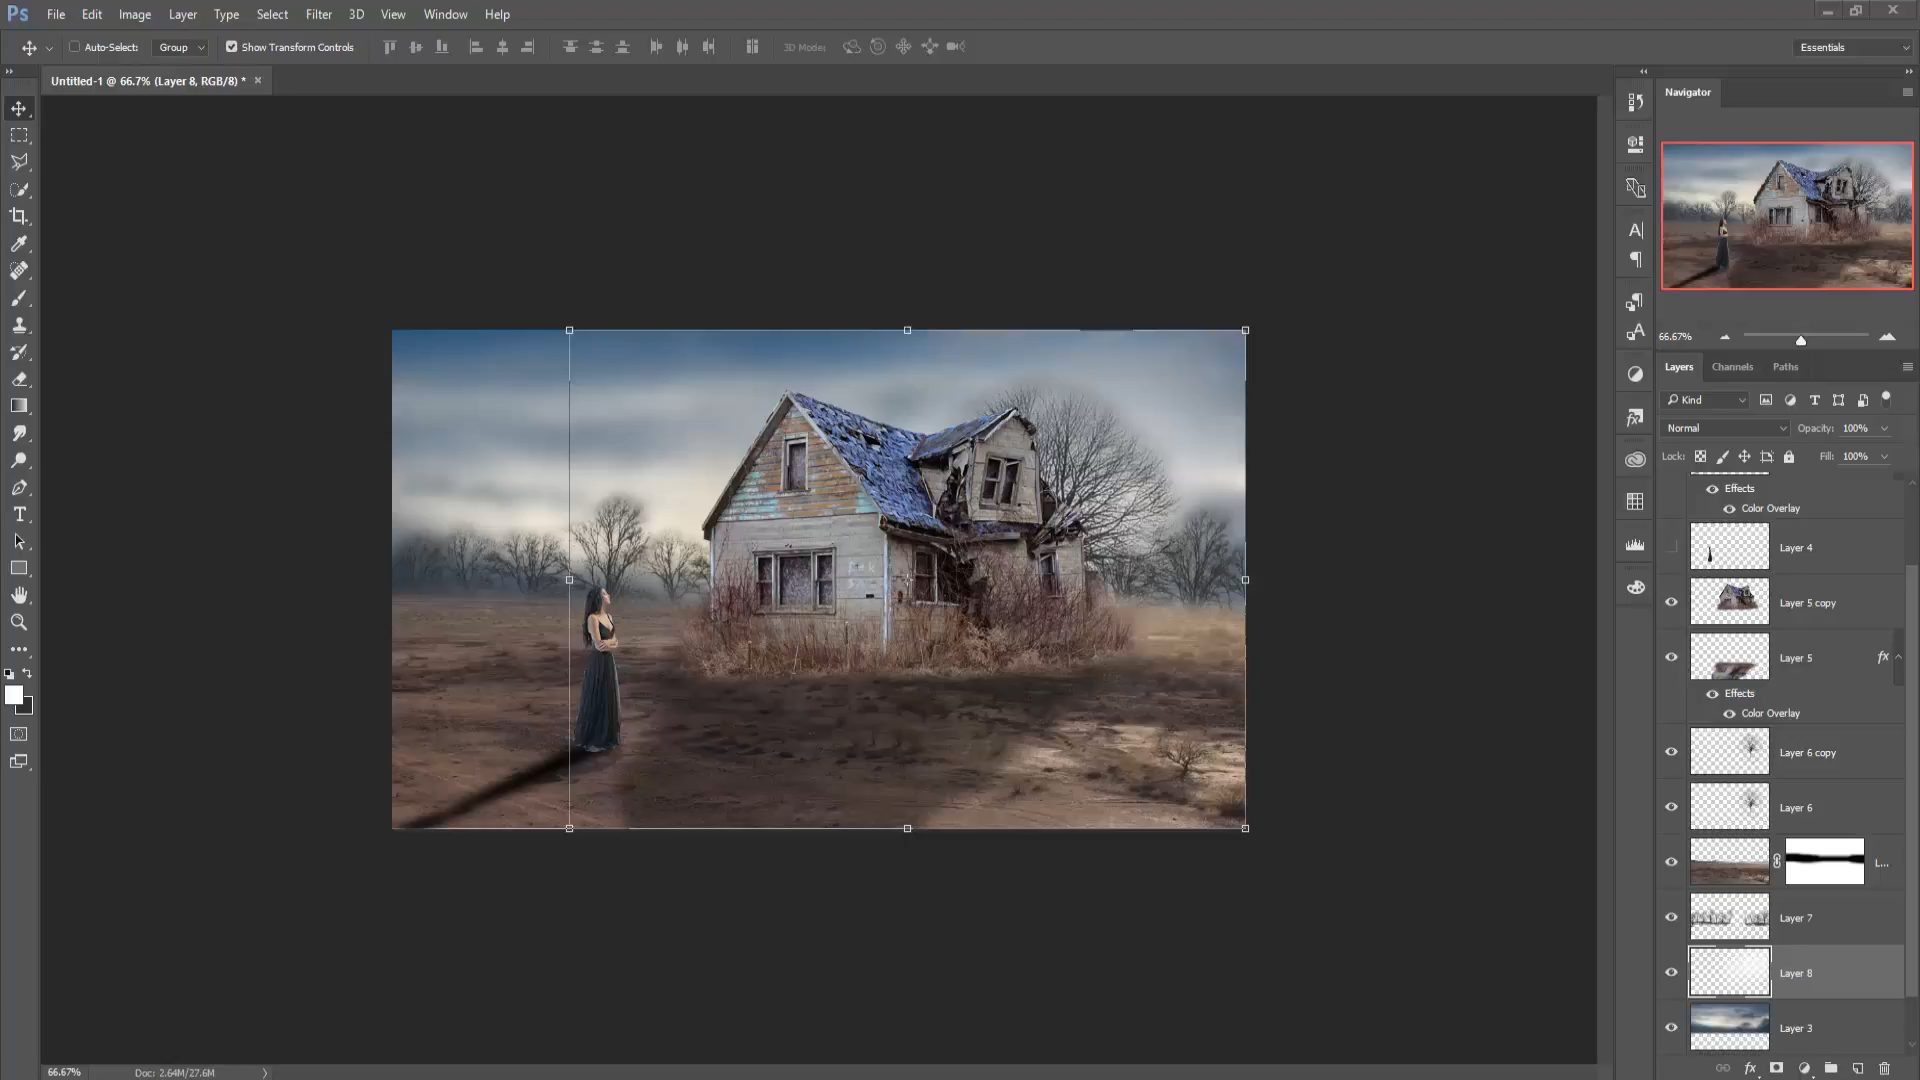 Ps File Edit Image Layer Type Select Filter 3D View Window Help
Auto-Select: Group Show Transform Controls 3D Mode: Essentials
Untitled-1 @ 66.7% (Layer 8, RGB/8) * ×
Navigator
66.67%
Layers Channels Paths
Kind
Normal Opacity: 100%
Lock: Fill: 100%
Effects
Color Overlay
Layer 4
Layer 5 copy
Layer 5 fx
Effects
Color Overlay
Layer 6 copy
Layer 6
L...
Layer 7
Layer 8
Layer 3
66.67% Doc: 2.64M/27.6M